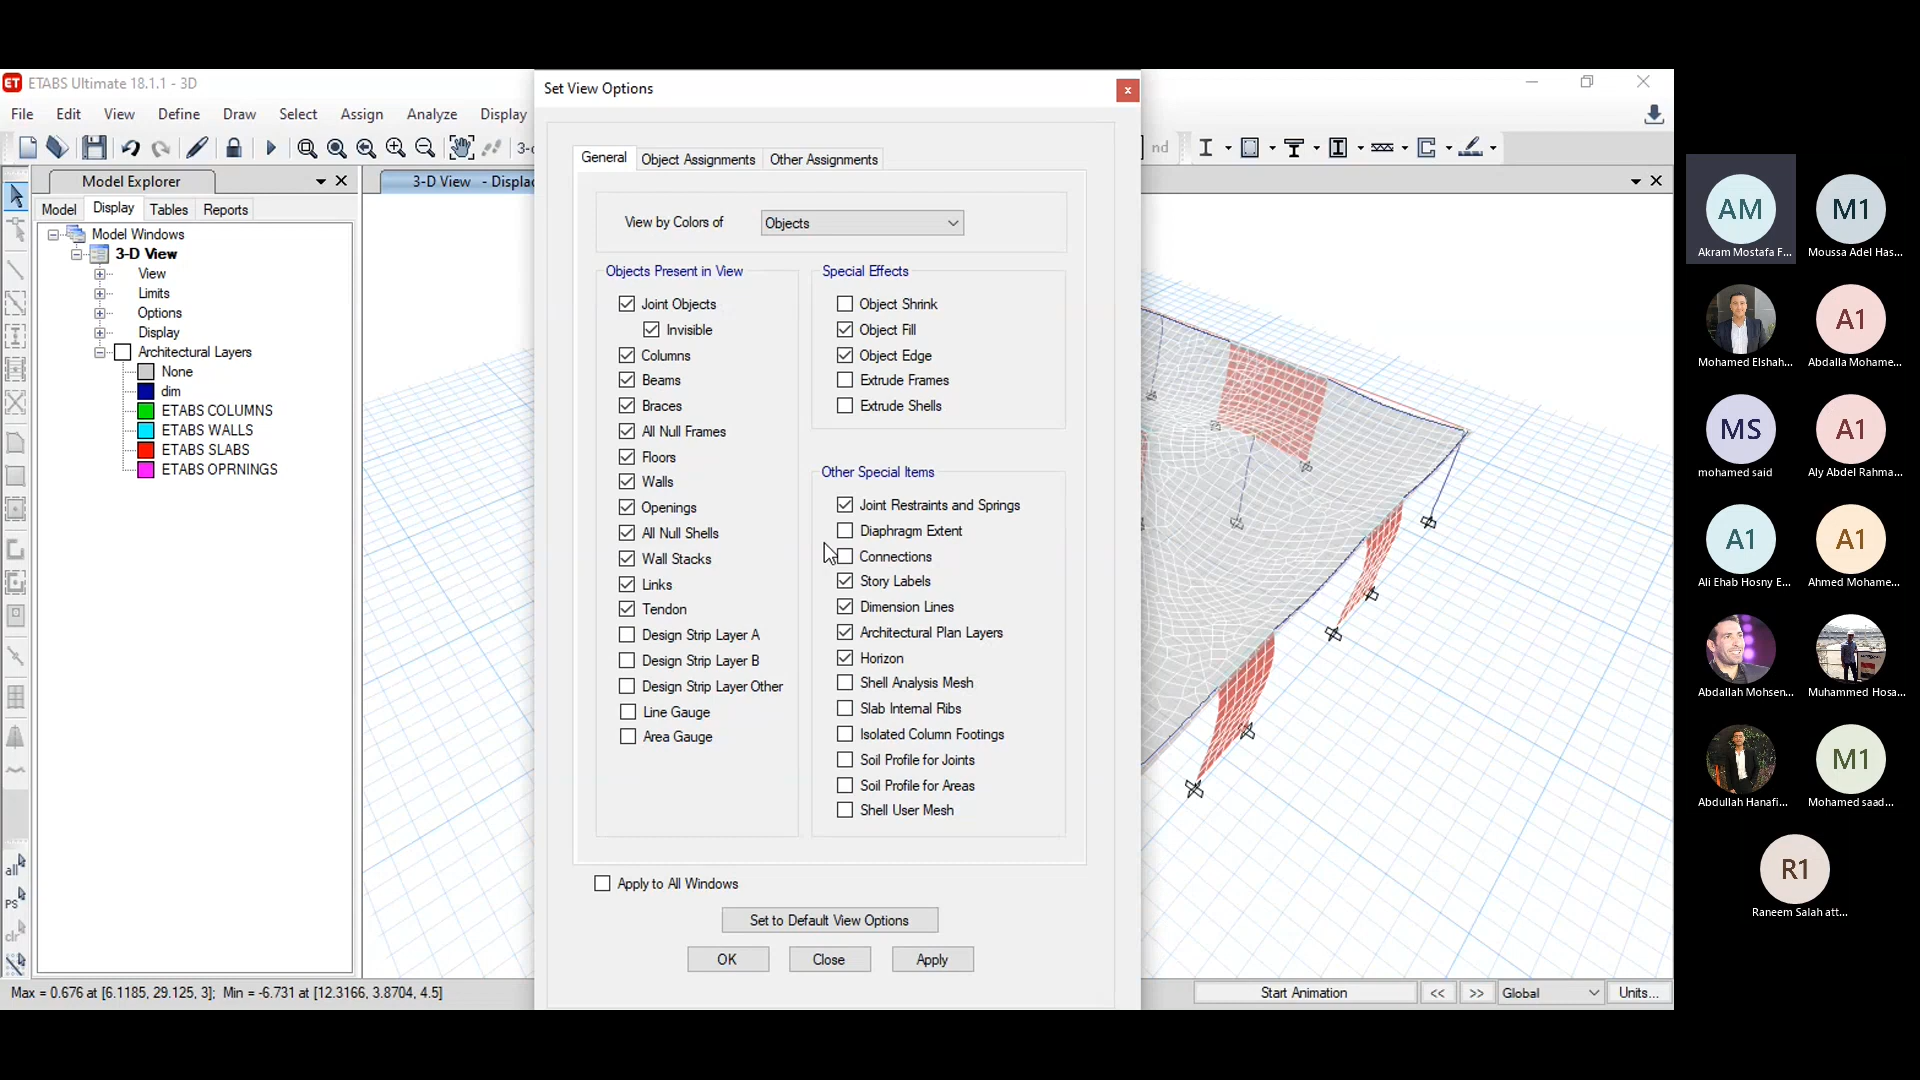 ET ETABS Ultimate 18.1.1 - 3D
File Edit View Define Draw Select Assign Analyze Display
nd
Model Explorer
3-D View - Displac
Model Display Tables Reports
Model Windows
3-D View
View
Limits
Options
Display
Architectural Layers
None
dim
ETABS COLUMNS
ETABS WALLS
ETABS SLABS
ETABS OPRNINGS
all
PS
clr
Set View Options
x
General Object Assignments Other Assignments
View by Colors of Objects
Objects Present in View
Joint Objects
Invisible
Columns
Beams
Braces
All Null Frames
Floors
Walls
Openings
All Null Shells
Wall Stacks
Links
Tendon
Design Strip Layer A
Design Strip Layer B
Design Strip Layer Other
Line Gauge
Area Gauge
Special Effects
Object Shrink
Object Fill
Object Edge
Extrude Frames
Extrude Shells
Other Special Items
Joint Restraints and Springs
Diaphragm Extent
Connections
Story Labels
Dimension Lines
Architectural Plan Layers
Horizon
Shell Analysis Mesh
Slab Internal Ribs
Isolated Column Footings
Soil Profile for Joints
Soil Profile for Areas
Shell User Mesh
Apply to All Windows
Set to Default View Options
OK Close Apply
Max = 0.676 at [6.1185, 29.125, 3]; Min = -6.731 at [12.3166, 3.8704, 4.5]
Start Animation << >> Global Units...
AM M1
Akram Mostafa F... Moussa Adel Has...
A1
Mohamed Elshah... Abdalla Mohame...
MS A1
mohamed said Aly Abdel Rahma...
A1 A1
Ali Ehab Hosny E... Ahmed Mohame...
Abdallah Mohsen... Muhammed Hosa...
M1
Abdullah Hanafi... Mohamed saad...
R1
Raneem Salah att...